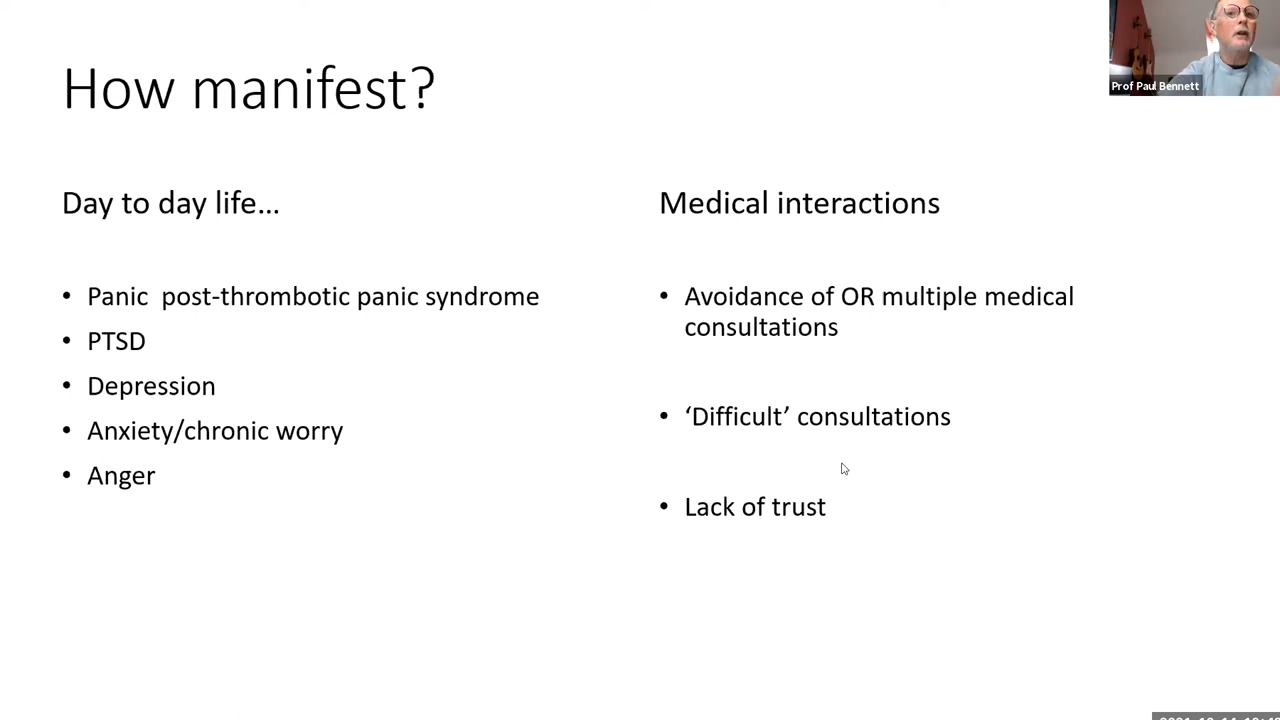 How manifest?
Prof Paul Bennett
Day to day life...
• Panic  post-thrombotic panic syndrome
• PTSD
• Depression
• Anxiety/chronic worry
• Anger
Medical interactions
• Avoidance of OR multiple medical
consultations
• ‘Difficult’ consultations
• Lack of trust